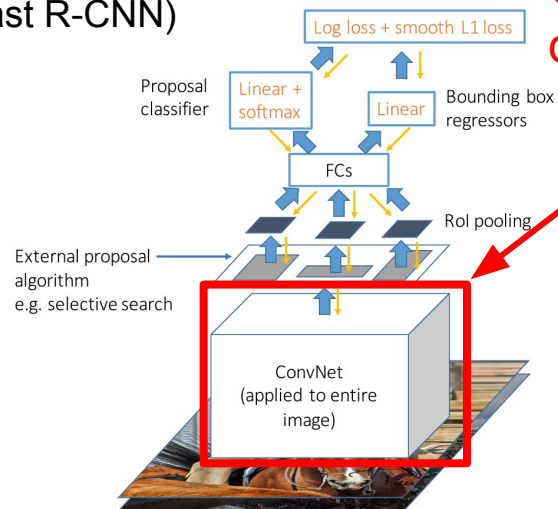 ast R-CNN)
Log loss + smooth L1 loss
Proposal
classifier
Linear +
softmax
Linear
Bounding box
regressors
FCs
RoI pooling
External proposal
algorithm
e.g. selective search
ConvNet
(applied to entire
image)